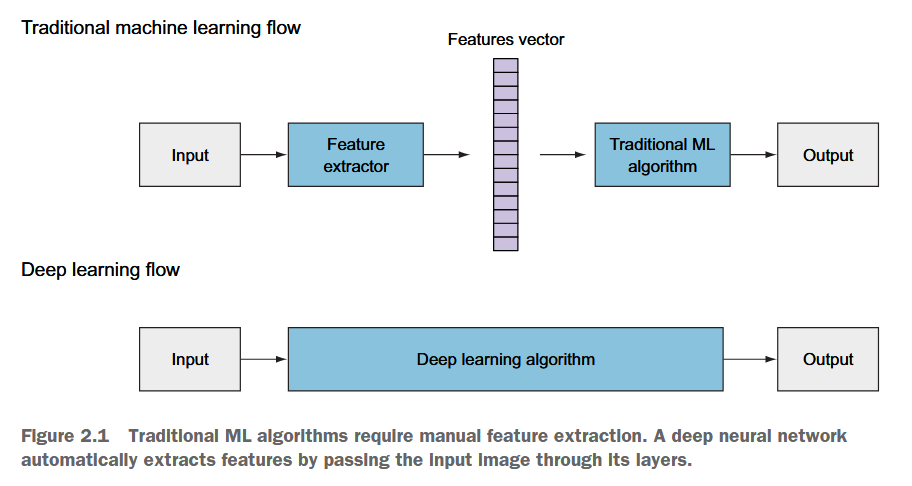 Traditional machine learning flow
Features vector
Input
Feature
extractor
Traditional ML
algorithm
Output
Deep learning flow
Input
Deep learning algorithm
Output
Figure 2.1 Traditional ML algorithms require manual feature extraction. A deep neural network
automatically extracts features by passing the input image through its layers.